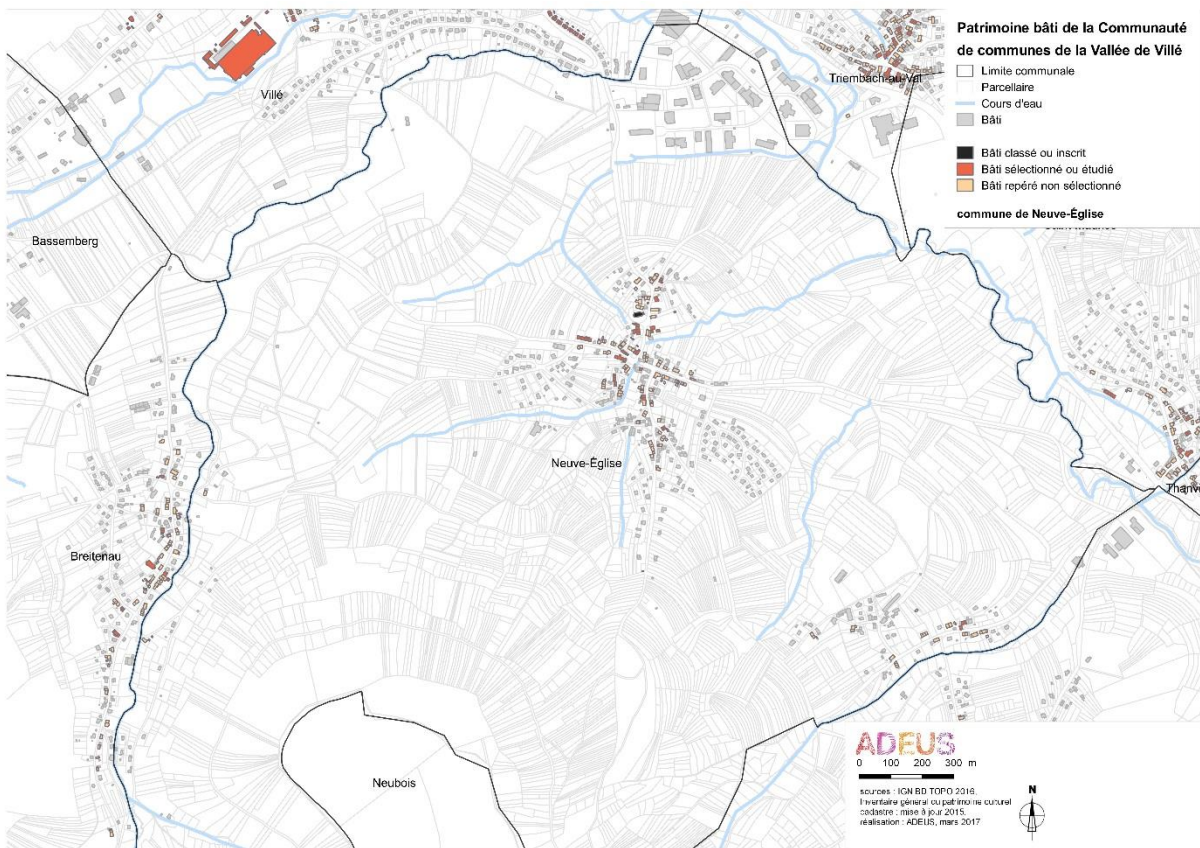 Patrimoine bâti de la Communauté
de communes de la Vallée de Villé
Limite communale
Parcellaire
Cours d'eau
Bâti
Bâti classé ou inscrit
Bâti sélectionné ou étudié
Bâti repéré non sélectionné
commune de Neuve-Église
Triembach-au-Val
Villé
Bassemberg
Neuve-Église
Breitenau
Neubois
ADEUS
0 100 200 300 m
sources : IGN BD TOPO 2016,
Inventaire général du patrimoine culturel
cadastre : mise à jour 2015.
réalisation : ADEUS, mars 2017
N